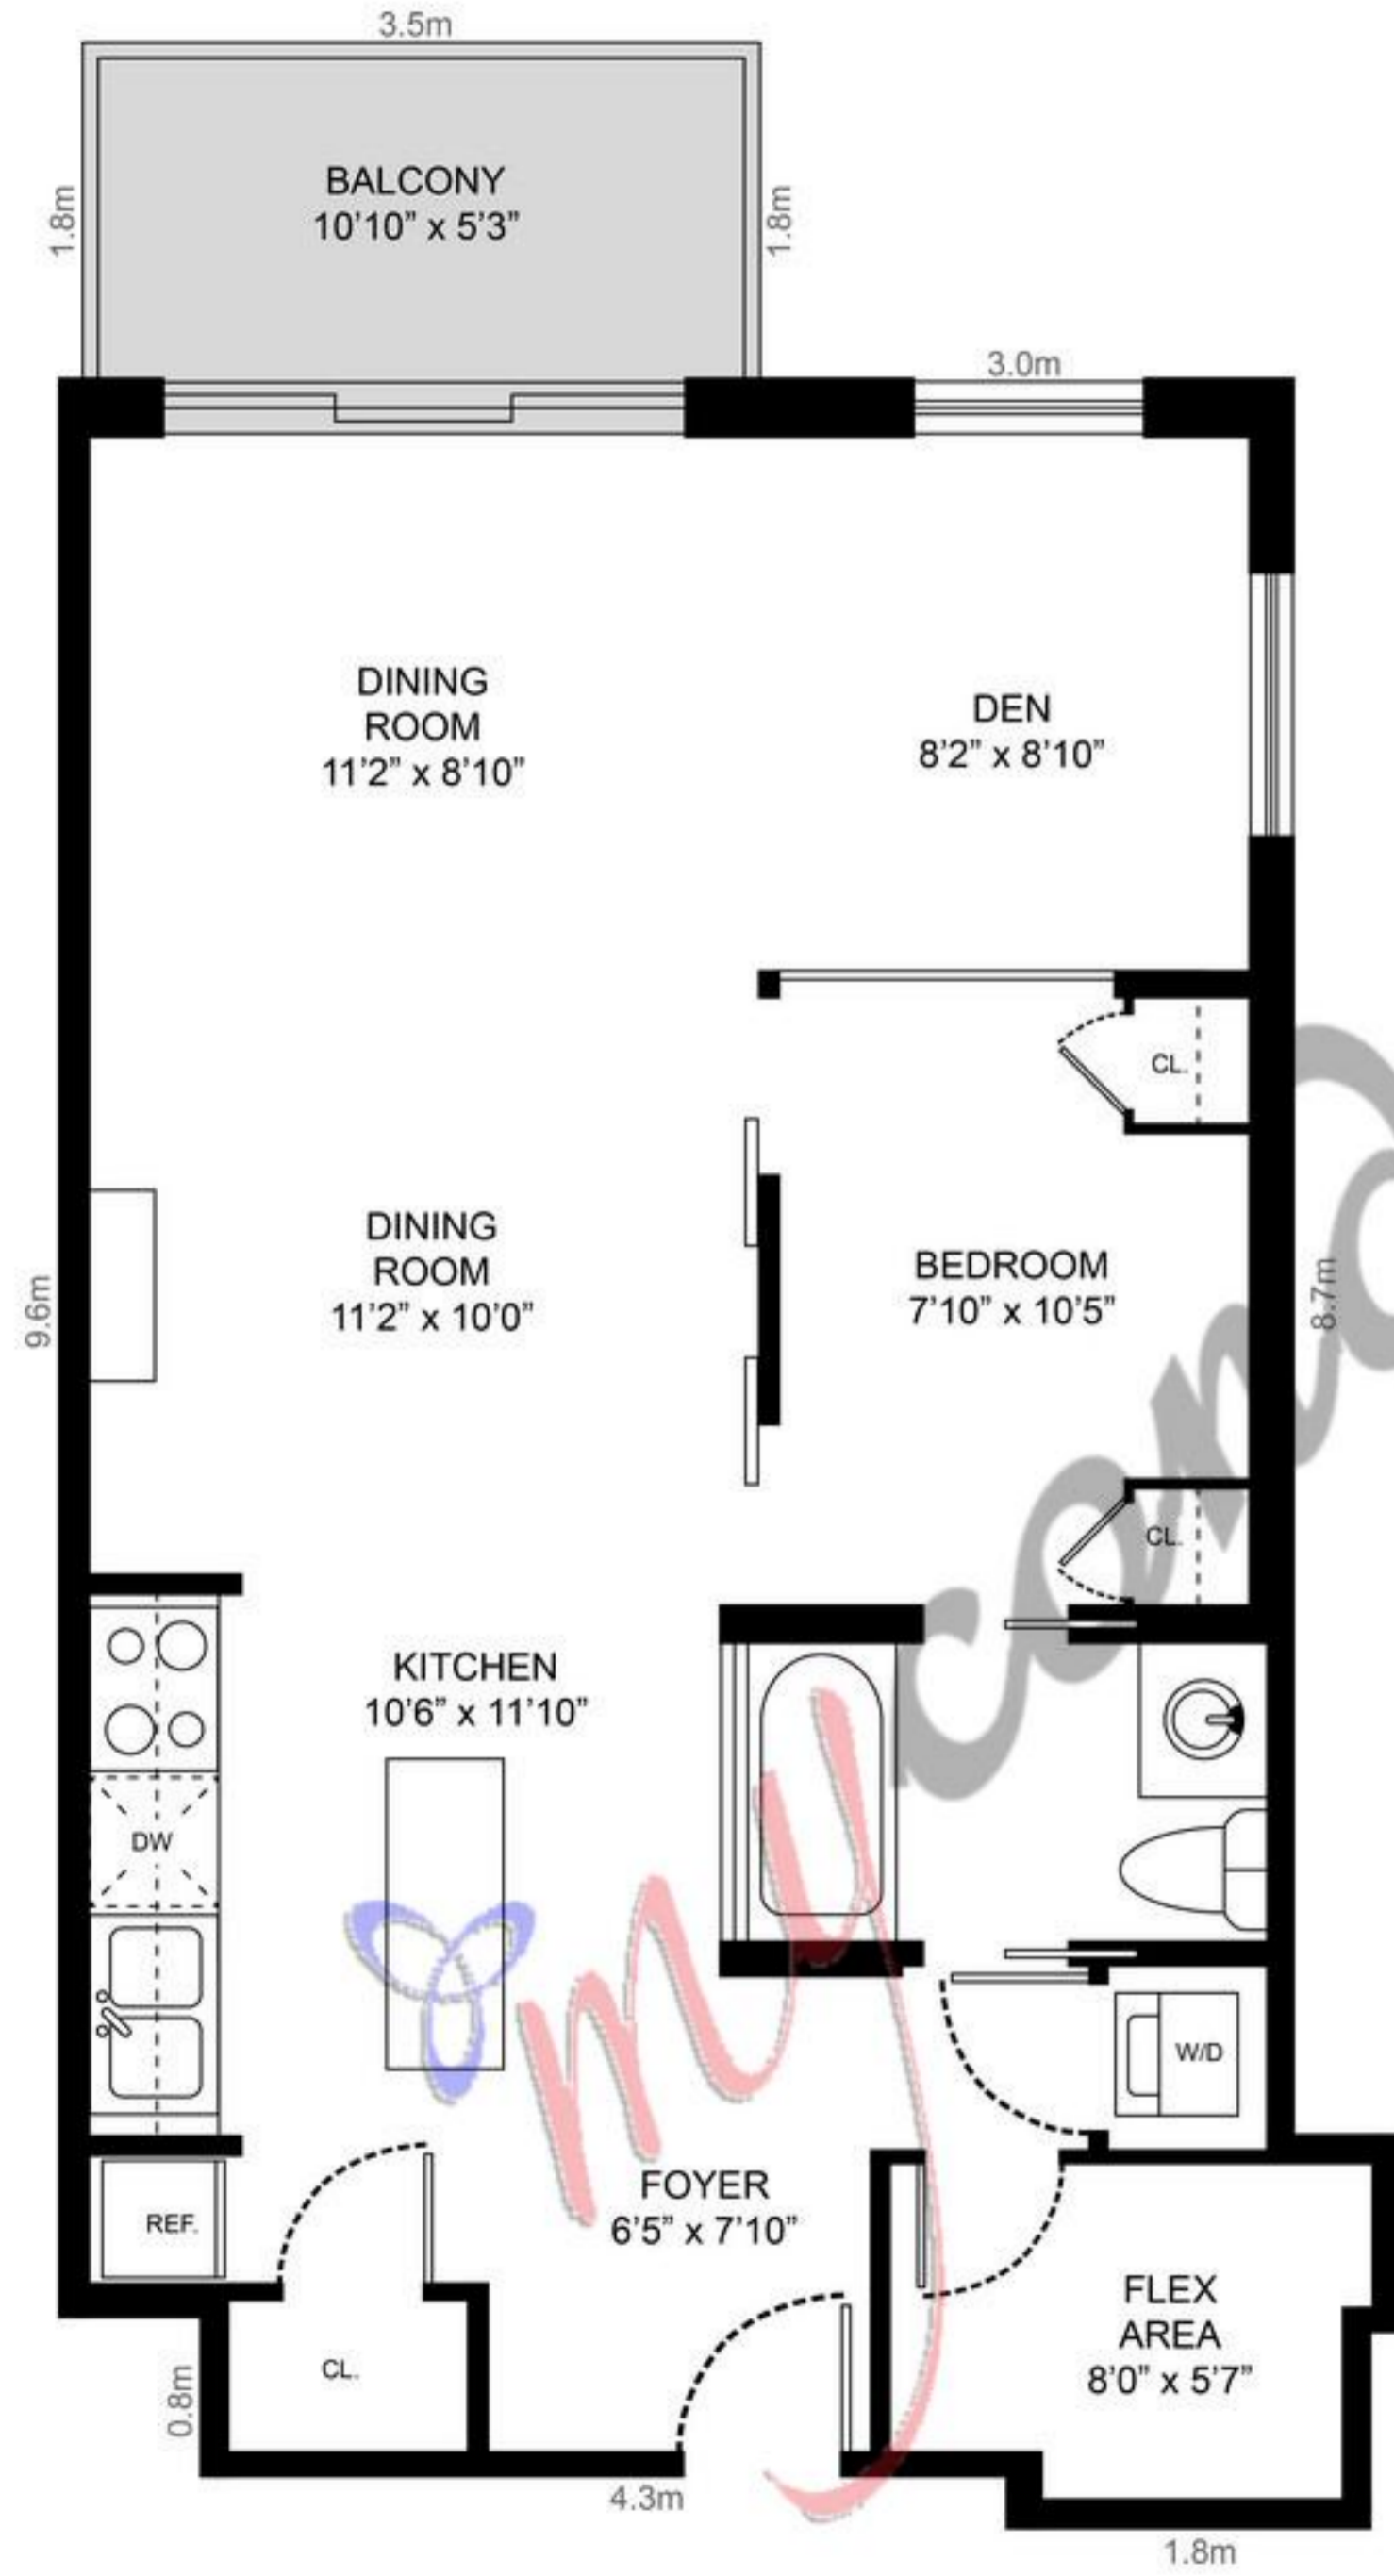 3.5m
BALCONY
10'10” x 5'3”
1.8m
1.8m
3.0m
DINING
ROOM
11'2” x 8'10”
DEN
8'2” x 8'10”
CL.
DINING
ROOM
11'2” x 10'0”
BEDROOM
7'10” x 10'5”
9.6m
8.7m
CL.
KITCHEN
10'6” x 11'10”
DW
W/D
FOYER
6'5” x 7'10”
REF.
FLEX
AREA
8'0” x 5'7”
CL.
0.8m
4.3m
1.8m
my